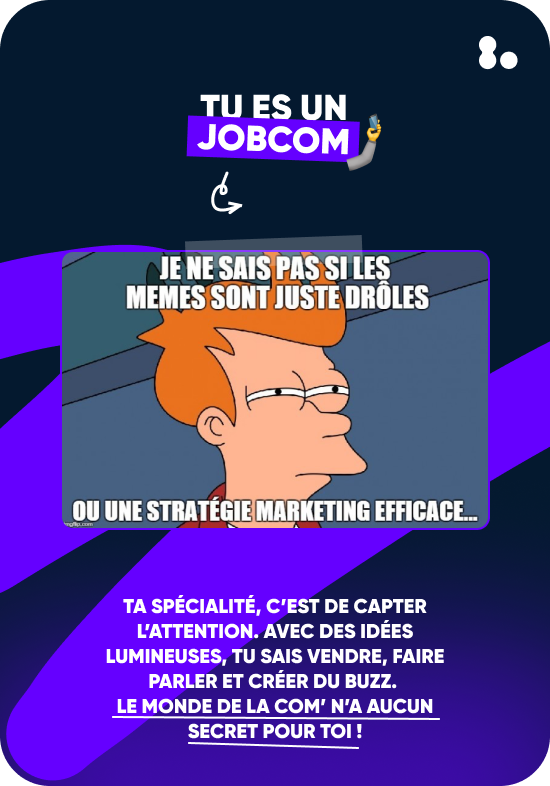 TU ES UN
JOBCOM
JE NE SAIS PAS SI LES
MEMES SONT JUSTE DRÔLES
OU UNE STRATÉGIE MARKETING EFFICACE...
imgflip.com
TA SPÉCIALITÉ, C'EST DE CAPTER
L'ATTENTION. AVEC DES IDÉES
LUMINEUSES, TU SAIS VENDRE, FAIRE
PARLER ET CRÉER DU BUZZ.
LE MONDE DE LA COM' N'A AUCUN
SECRET POUR TOI !